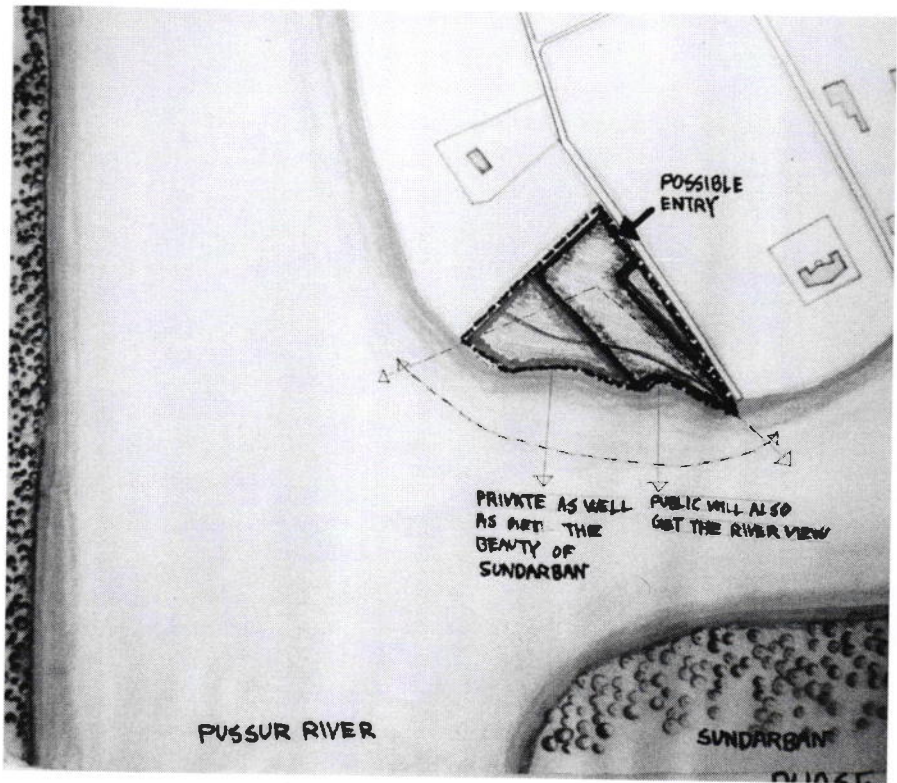 POSSIBLE
ENTRY
PRIVATE AS WELL
AS THE
BEAUTY OF
SUNDARBAN
PUBLIC WILL ALSO
GET THE RIVER VIEW
PUSSUR RIVER
SUNDARBAN